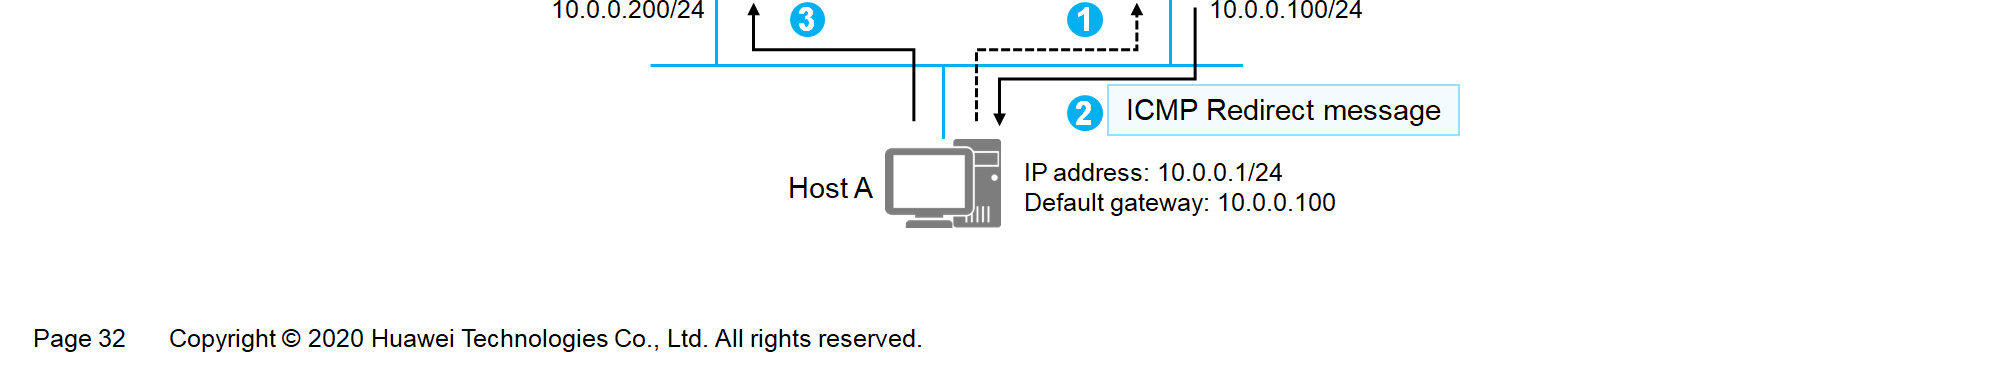 10.0.0.200/24
3
1
10.0.0.100/24
2
ICMP Redirect message
Host A
IP address: 10.0.0.1/24
Default gateway: 10.0.0.100
Page 32 Copyright © 2020 Huawei Technologies Co., Ltd. All rights reserved.